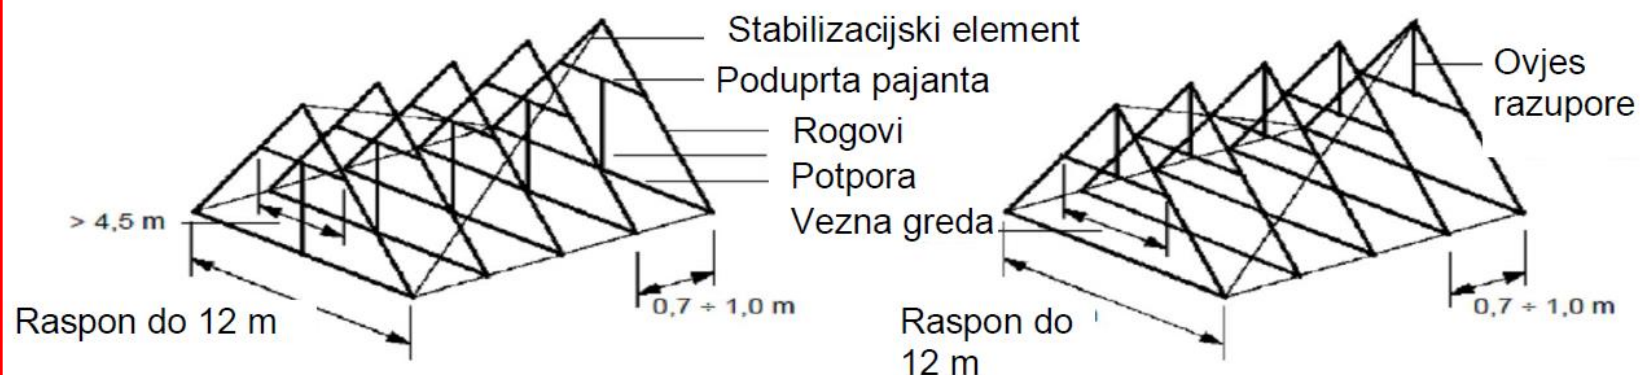 Stabilizacijski element
Poduprta pajanta
Rogovi
Potpora
Vezna greda
> 4,5 m
Raspon do 12 m
0,7 ÷ 1,0 m
Ovjes
razupore
Raspon do
12 m
0,7 ÷ 1,0 m